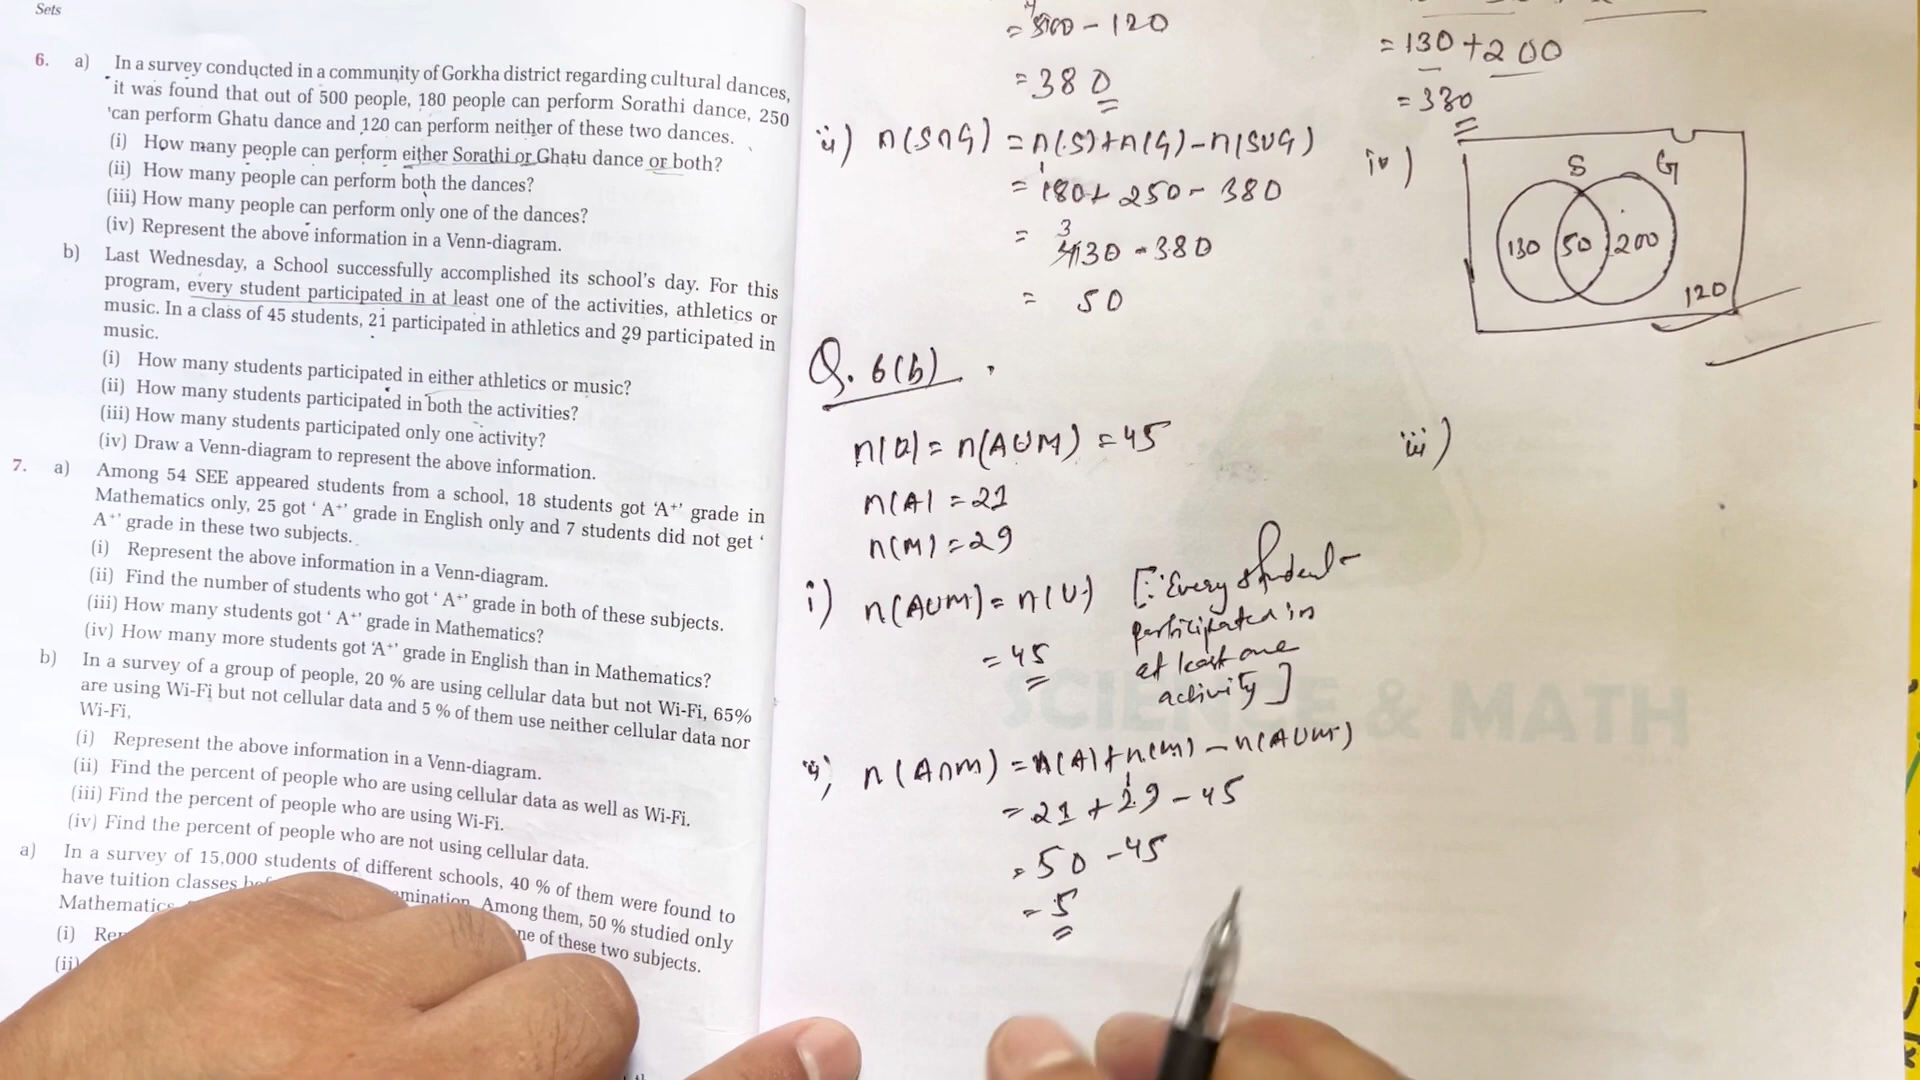 Sets
6. a) In a survey conducted in a community of Gorkha district regarding cultural dances,
it was found that out of 500 people, 180 people can perform Sorathi dance, 250
can perform Ghatu dance and 120 can perform neither of these two dances.
(i) How many people can perform either Sorathi or Ghatu dance or both?
(ii) How many people can perform both the dances?
(iii) How many people can perform only one of the dances?
(iv) Represent the above information in a Venn-diagram.
b) Last Wednesday, a School successfully accomplished its school's day. For this
program, every student participated in at least one of the activities, athletics or
music. In a class of 45 students, 21 participated in athletics and 29 participated in
music.
(i) How many students participated in either athletics or music?
(ii) How many students participated in both the activities?
(iii) How many students participated only one activity?
(iv) Draw a Venn-diagram to represent the above information.
7. a) Among 54 SEE appeared students from a school, 18 students got 'A+' grade in
Mathematics only, 25 got ' A+' grade in English only and 7 students did not get '
A+' grade in these two subjects.
(i) Represent the above information in a Venn-diagram.
(ii) Find the number of students who got ' A+' grade in both of these subjects.
(iii) How many students got ' A+' grade in Mathematics?
(iv) How many more students got 'A+' grade in English than in Mathematics?
b) In a survey of a group of people, 20 % are using cellular data but not Wi-Fi, 65%
are using Wi-Fi but not cellular data and 5 % of them use neither cellular data nor
Wi-Fi,
(i) Represent the above information in a Venn-diagram.
(ii) Find the percent of people who are using cellular data as well as Wi-Fi.
(iii) Find the percent of people who are using Wi-Fi.
(iv) Find the percent of people who are not using cellular data.
a) In a survey of 15,000 students of different schools, 40 % of them were found to
have tuition classes Among them, 50 % studied only
Mathematics of these two subjects.
(i)
(ii)
= 500 - 120
= 380
ii) n(S∩G) = n(S)+n(G)-n(SUG)
= 180+ 250- 380
= 430 - 380
= 50
Q. 6(b).
n(U) = n(AUM) = 45
n(A) = 21
n(M) = 29
i) n(AUM) = n(U) [∵ Every student
participated in
= 45 at least one
activity]
ii) n(A∩M) = n(A)+n(M)-n(AUM)
= 21 + 29 - 45
= 50 - 45
= 5
= 130 + 200
= 330
iv) S G
130 50 200
120
iii)
SCIENCE & MATH